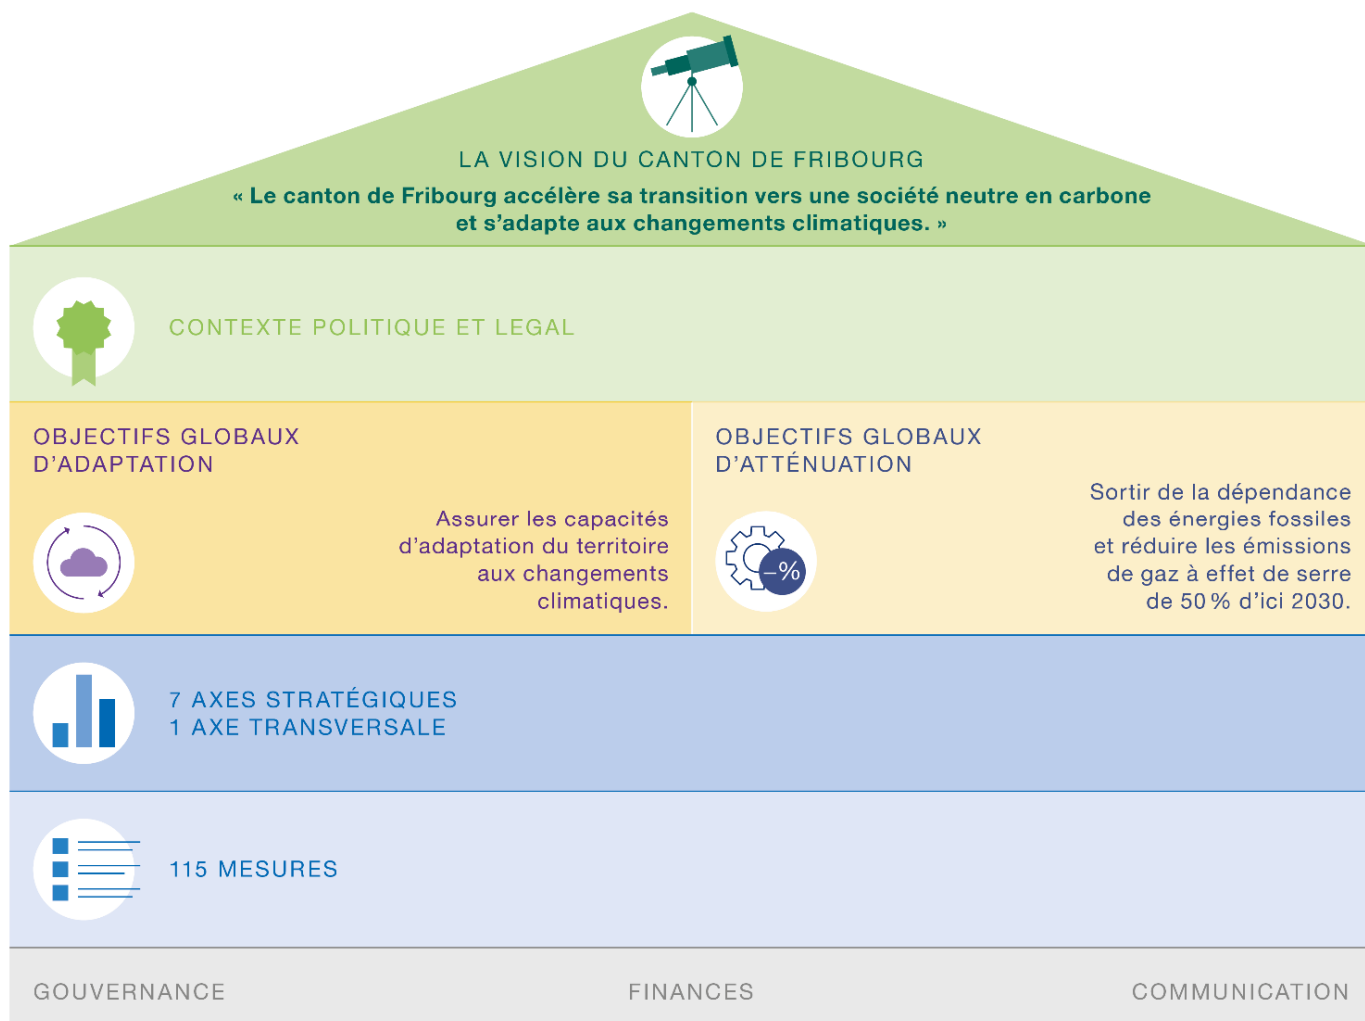 LA VISION DU CANTON DE FRIBOURG
« Le canton de Fribourg accélère sa transition vers une société neutre en carbone
et s’adapte aux changements climatiques. »
CONTEXTE POLITIQUE ET LEGAL
OBJECTIFS GLOBAUX
D’ADAPTATION
Assurer les capacités
d’adaptation du territoire
aux changements
climatiques.
OBJECTIFS GLOBAUX
D’ATTÉNUATION
Sortir de la dépendance
des énergies fossiles
et réduire les émissions
de gaz à effet de serre
de 50 % d’ici 2030.
–%
7 AXES STRATÉGIQUES
1 AXE TRANSVERSALE
115 MESURES
GOUVERNANCE
FINANCES
COMMUNICATION